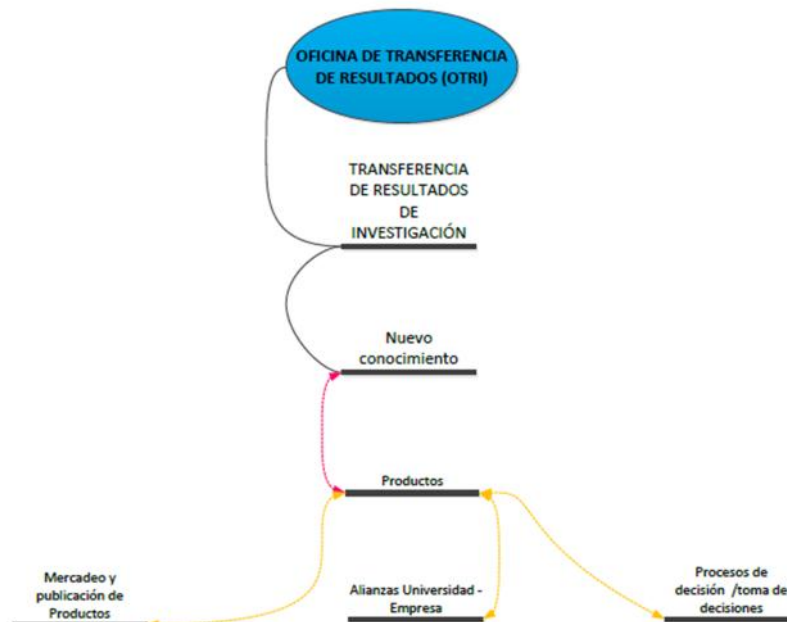 OFICINA DE TRANSFERENCIA
DE RESULTADOS (OTRI)
TRANSFERENCIA
DE RESULTADOS
DE
INVESTIGACIÓN
Nuevo
conocimiento
Productos
Mercadeo y
publicación de
Productos
Alianzas Universidad -
Empresa
Procesos de
decisión /toma de
decisiones